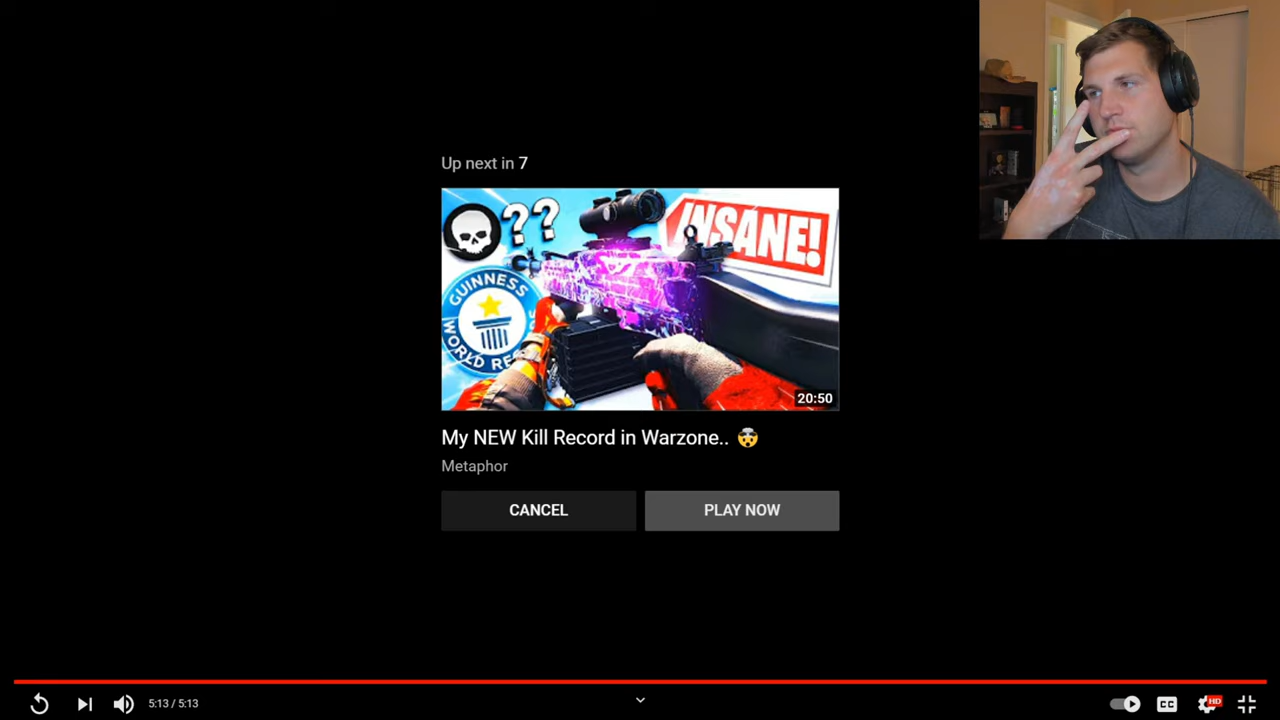 Up next in 7
??
INSANE!
GUINNESS
WORLD RE
20:50
My NEW Kill Record in Warzone..
Metaphor
CANCEL
PLAY NOW
5:13 / 5:13
CC
HD